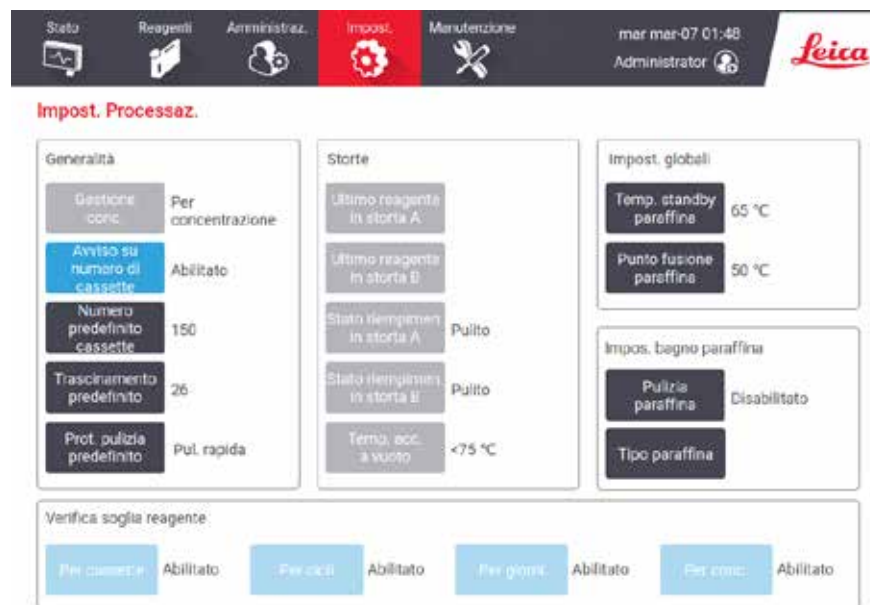 Stato
Reagenti
Amministraz.
Impost.
Manutenzione
mar mar-07 01:48
Administrator
Leica
Impost. Processaz.
Generalità
Gestione
conc.
Per
concentrazione
Avviso su
numero di
cassette
Abilitato
Numero
predefinito
cassette
150
Trascinamento
predefinito
26
Prot. pulizia
predefinito
Pul. rapida
Storte
Ultimo reagente
in storta A
Ultimo reagente
in storta B
Stato riempimen.
in storta A
Pulito
Stato riempimen.
in storta B
Pulito
Temp. acc.
a vuoto
<75 °C
Impost. globali
Temp. standby
paraffina
65 °C
Punto fusione
paraffina
50 °C
Impos. bagno paraffina
Pulizia
paraffina
Disabilitato
Tipo paraffina
Verifica soglia reagente
Per cassette
Abilitato
Per cicli
Abilitato
Per giorni
Abilitato
Per conc.
Abilitato